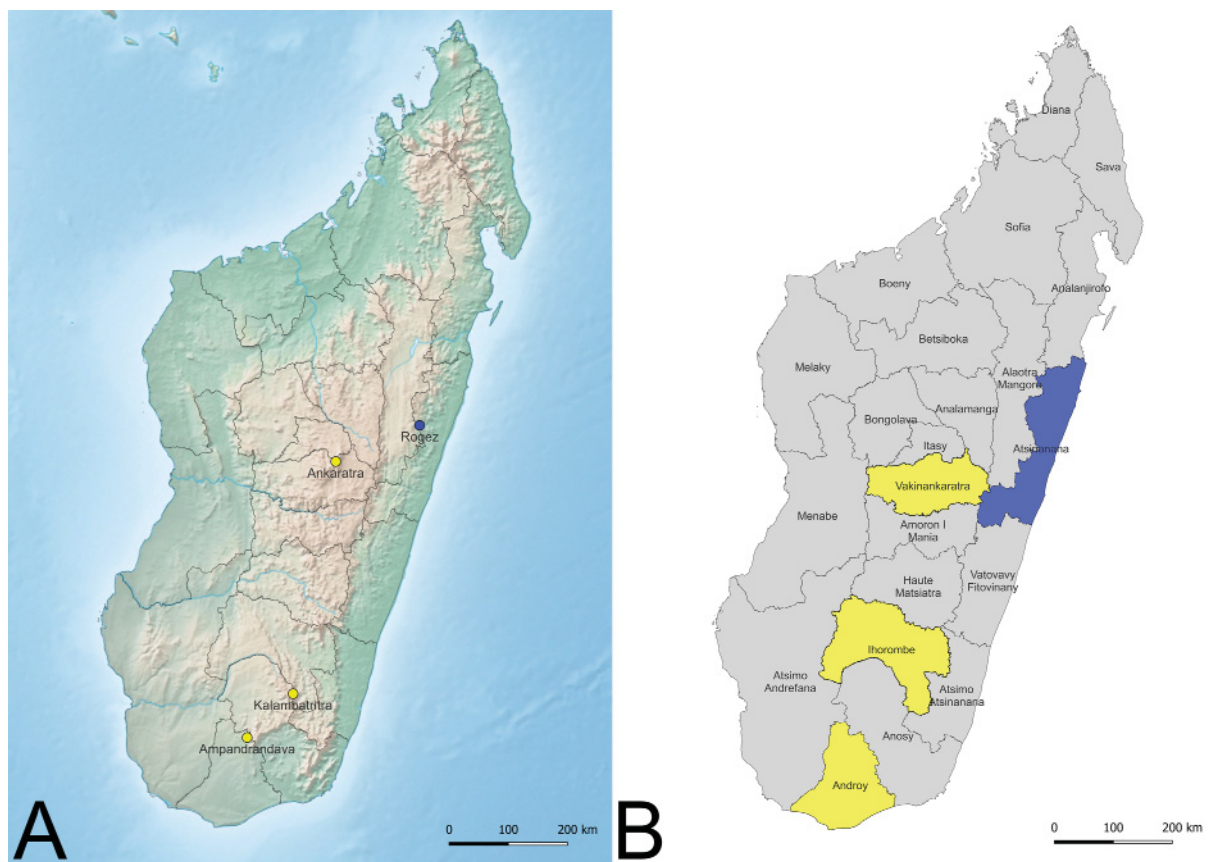 Rogez
Ankaratra
Kalambatritra
Ampandrandava
A
0 100 200 km
Diana
Sava
Sofia
Boeny
Analanjirofo
Betsiboka
Melaky
Alaotra
Mangoro
Bongolava
Analamanga
Itasy
Atsinanana
Vakinankaratra
Menabe
Amoron I
Mania
Haute
Matsiatra
Vatovavy
Fitovinany
Ihorombe
Atsimo
Andrefana
Atsimo
Atsinanana
Anosy
Androy
B
0 100 200 km